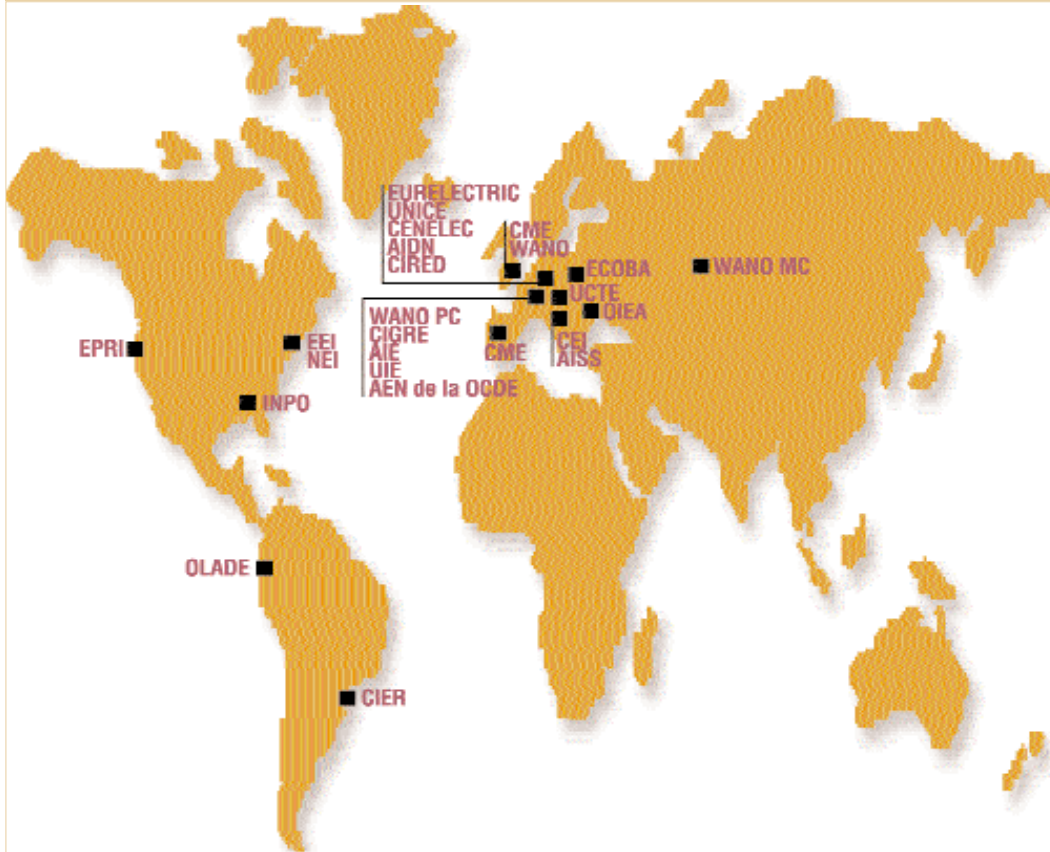 EURELECTRIC
UNICE
CENELEC
AIDN
CIRED
CME
WANO
ECOBA
WANO MC
UCTE
OIEA
WANO PC
CIGRE
AIE
UIE
AEN de la OCDE
CME
CEI
AISS
EPRI
EEI
NEI
INPO
OLADE
CIER